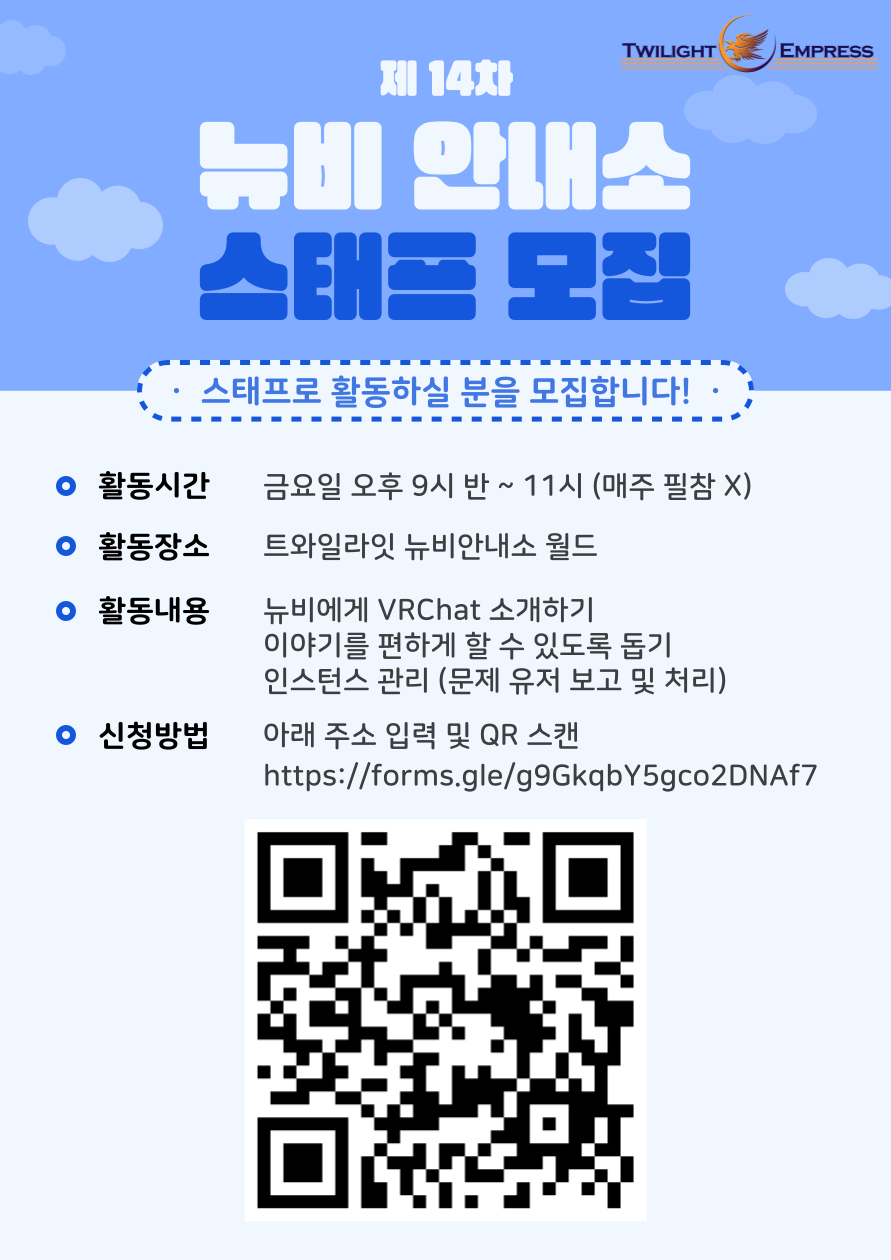 TWILIGHT EMPRESS
제 14차
뉴비 안내소
스태프 모집
· 스태프로 활동하실 분을 모집합니다! ·
활동시간 금요일 오후 9시 반 ~ 11시 (매주 필참 X)
활동장소 트와일라잇 뉴비안내소 월드
활동내용 뉴비에게 VRChat 소개하기
이야기를 편하게 할 수 있도록 돕기
인스턴스 관리 (문제 유저 보고 및 처리)
신청방법 아래 주소 입력 및 QR 스캔
https://forms.gle/g9GkqbY5gco2DNAf7